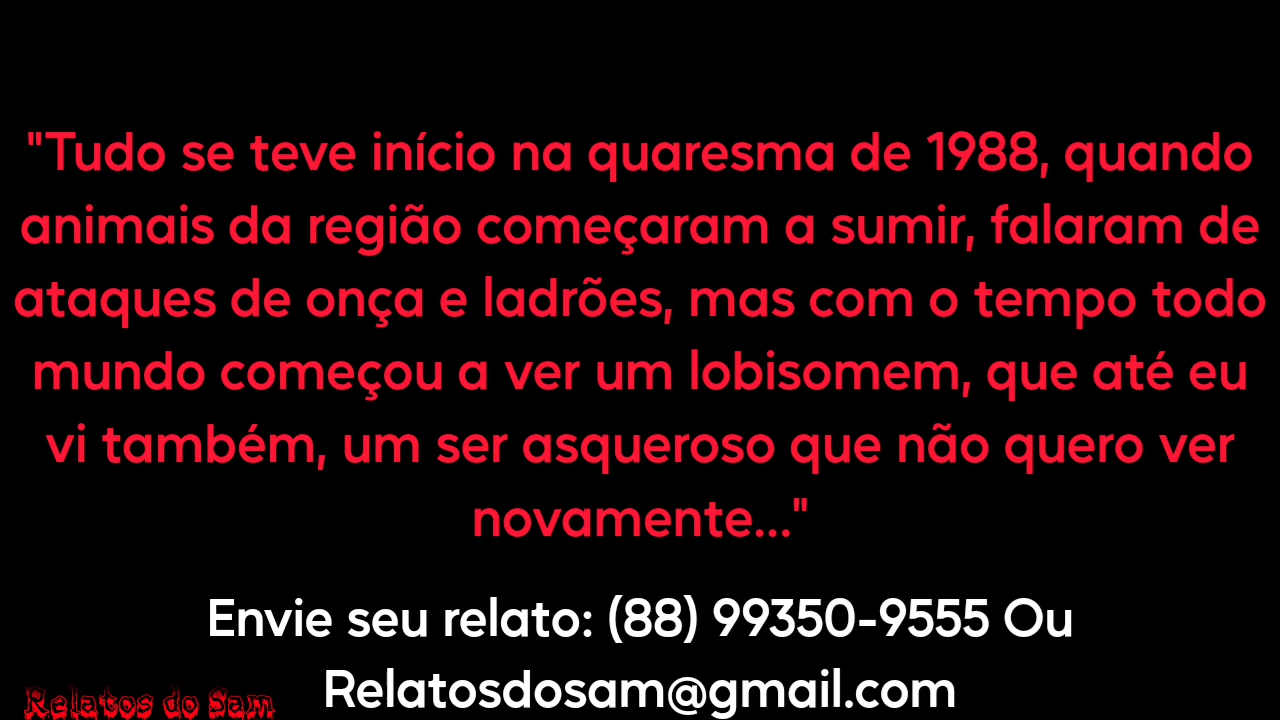 "Tudo se teve início na quaresma de 1988, quando
animais da região começaram a sumir, falaram de
ataques de onça e ladrões, mas com o tempo todo
mundo começou a ver um lobisomem, que até eu
vi também, um ser asqueroso que não quero ver
novamente..."
Envie seu relato: (88) 99350-9555 Ou
Relatosdosam@gmail.com
Relatos do Sam